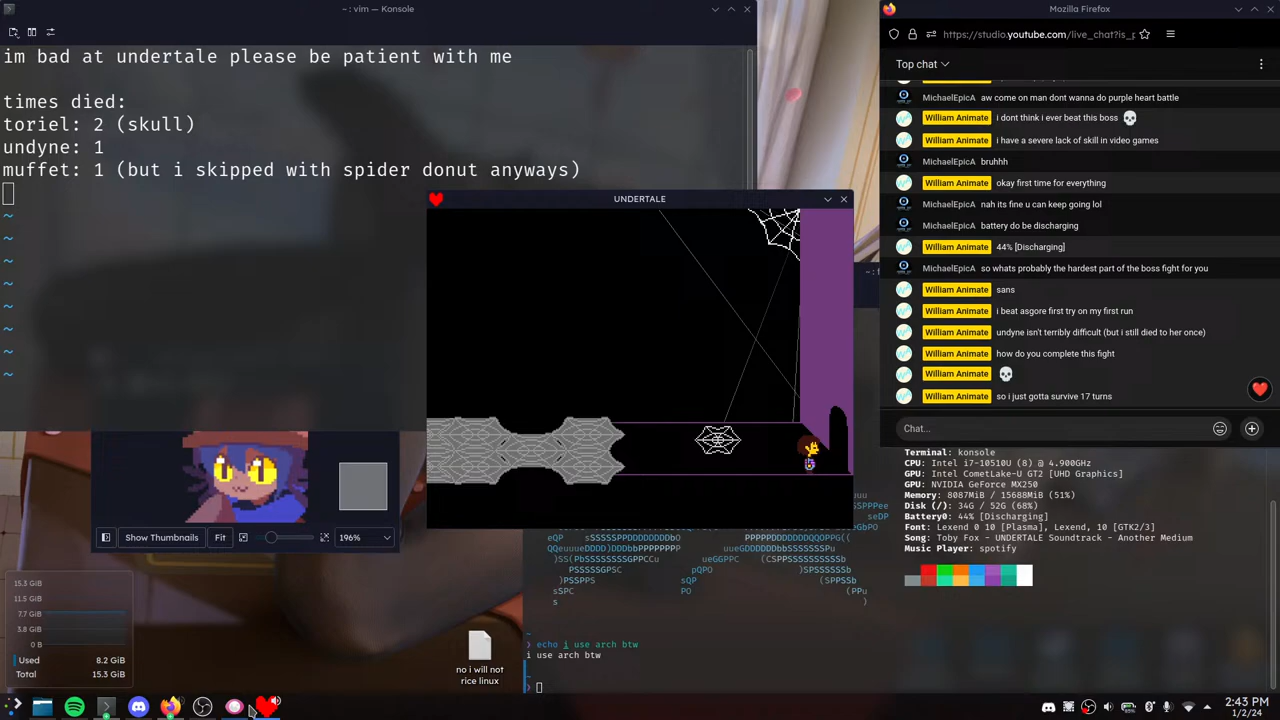 ~ : vim — Konsole
im bad at undertale please be patient with me
times died:
toriel: 2 (skull)
undyne: 1
muffet: 1 (but i skipped with spider donut anyways)
~
~
~
~
~
~
~
~
UNDERTALE
Mozilla Firefox
https://studio.youtube.com/live_chat?is_p
Top chat
MichaelEpicA aw come on man dont wanna do purple heart battle
William Animate i dont think i ever beat this boss 💀
William Animate i have a severe lack of skill in video games
MichaelEpicA bruhhh
William Animate okay first time for everything
MichaelEpicA nah its fine u can keep going lol
MichaelEpicA battery do be discharging
William Animate 44% [Discharging]
MichaelEpicA so whats probably the hardest part of the boss fight for you
William Animate sans
William Animate i beat asgore first try on my first run
William Animate undyne isn't terribly difficult (but i still died to her once)
William Animate how do you complete this fight
William Animate 💀
William Animate so i just gotta survive 17 turns
Chat...
Terminal: konsole
CPU: Intel i7-10510U (8) @ 4.900GHz
GPU: Intel CometLake-U GT2 [UHD Graphics]
GPU: NVIDIA GeForce MX250
Memory: 8087MiB / 15688MiB (51%)
Disk (/): 34G / 52G (68%)
Battery0: 44% [Discharging]
Font: Lexend 0 10 [Plasma], Lexend, 10 [GTK2/3]
Song: Toby Fox - UNDERTALE Soundtrack - Another Medium
Music Player: spotify
Show Thumbnails
Fit
196%
15.3 GiB
11.5 GiB
7.7 GiB
3.8 GiB
0 B
Used 8.2 GiB
Total 15.3 GiB
no i will not
rice linux
~
❯ echo i use arch btw
i use arch btw
~
❯
2:43 PM
1/2/24